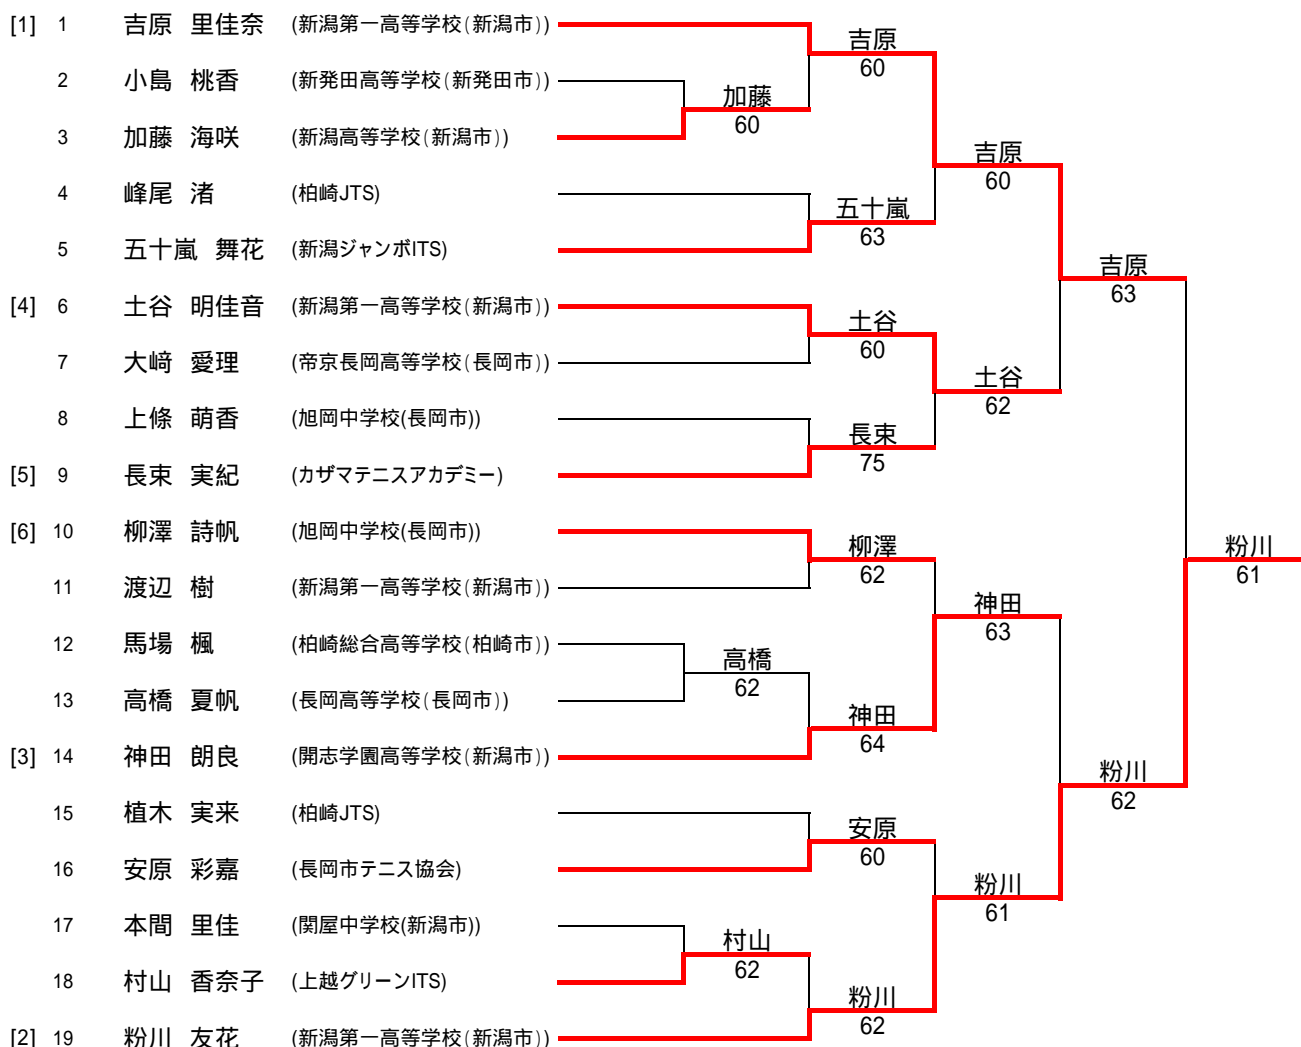 [1] 1 吉原 里佳奈 (新潟第一高等学校(新潟市))
吉原
60
2 小島 桃香 (新発田高等学校(新発田市))
加藤
60
3 加藤 海咲 (新潟高等学校(新潟市))
吉原
60
4 峰尾 渚 (柏崎JTS)
五十嵐
63
5 五十嵐 舞花 (新潟ジャンボITS)
吉原
63
[4] 6 土谷 明佳音 (新潟第一高等学校(新潟市))
土谷
60
7 大﨑 愛理 (帝京長岡高等学校(長岡市))
土谷
62
8 上條 萌香 (旭岡中学校(長岡市))
長束
75
[5] 9 長束 実紀 (カザマテニスアカデミー)
[6] 10 柳澤 詩帆 (旭岡中学校(長岡市))
柳澤
62
粉川
61
11 渡辺 樹 (新潟第一高等学校(新潟市))
神田
63
12 馬場 楓 (柏崎総合高等学校(柏崎市))
高橋
62
13 高橋 夏帆 (長岡高等学校(長岡市))
神田
64
[3] 14 神田 朗良 (開志学園高等学校(新潟市))
粉川
62
15 植木 実来 (柏崎JTS)
安原
60
16 安原 彩嘉 (長岡市テニス協会)
粉川
61
17 本間 里佳 (関屋中学校(新潟市))
村山
62
18 村山 香奈子 (上越グリーンITS)
粉川
62
[2] 19 粉川 友花 (新潟第一高等学校(新潟市))